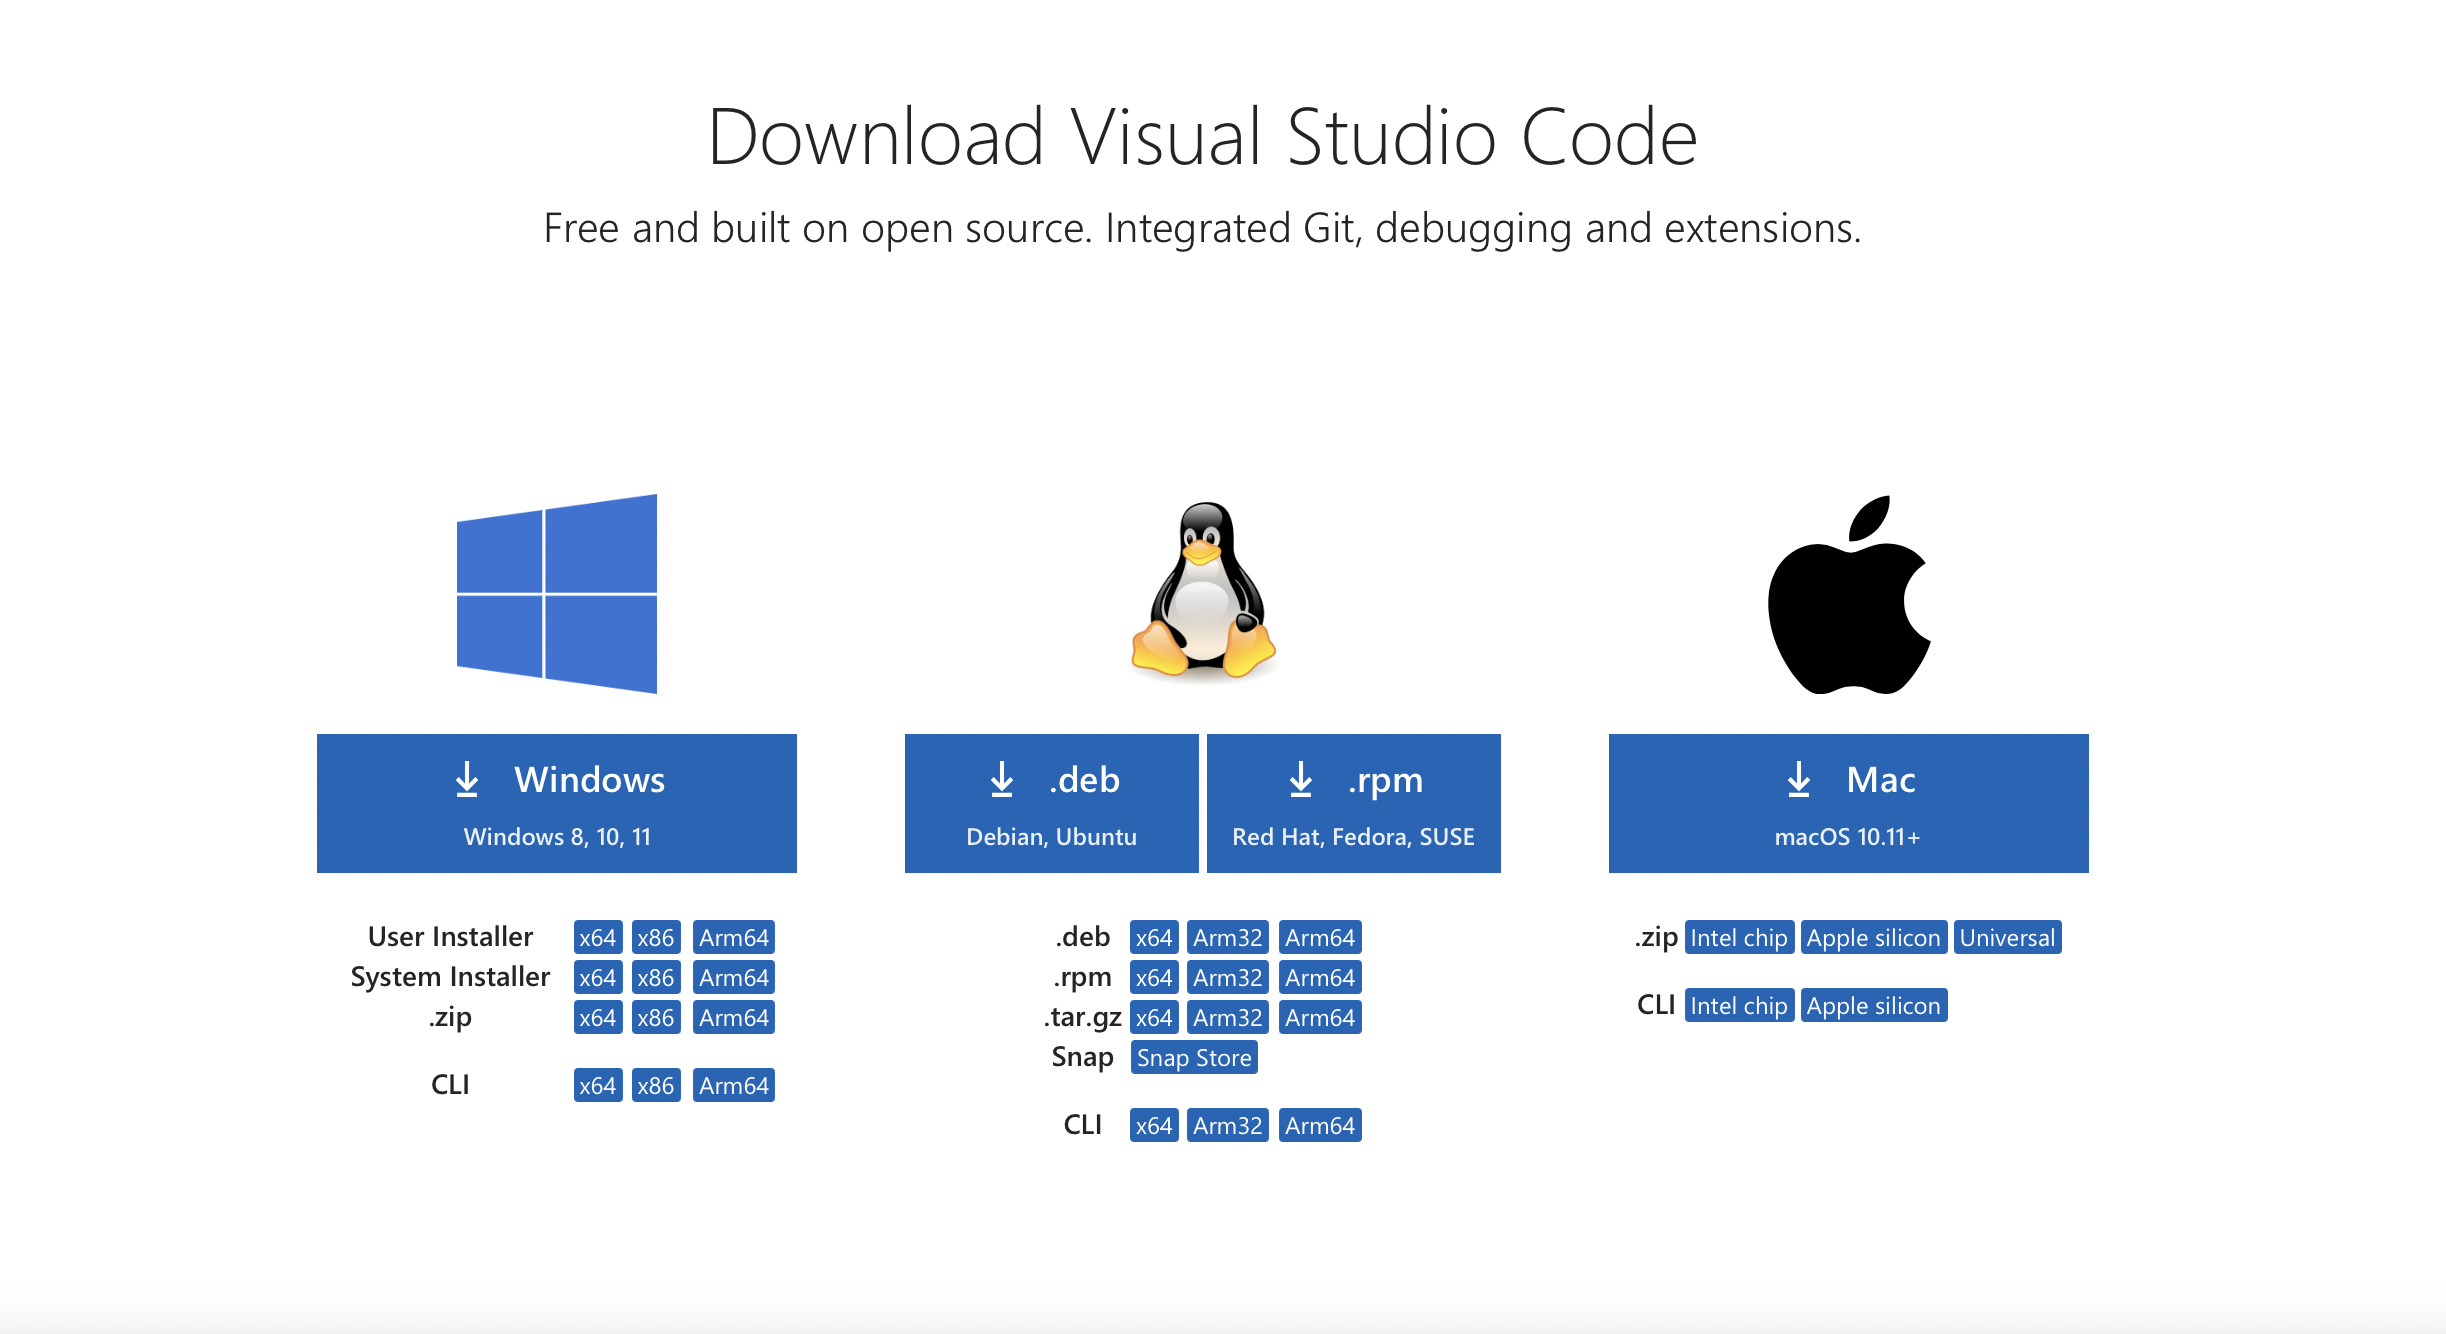 Download Visual Studio Code
Free and built on open source. Integrated Git, debugging and extensions.
Windows
Windows 8, 10, 11
User Installer x64 x86 Arm64
System Installer x64 x86 Arm64
.zip x64 x86 Arm64
CLI x64 x86 Arm64
.deb
Debian, Ubuntu
.rpm
Red Hat, Fedora, SUSE
.deb x64 Arm32 Arm64
.rpm x64 Arm32 Arm64
.tar.gz x64 Arm32 Arm64
Snap Snap Store
CLI x64 Arm32 Arm64
Mac
macOS 10.11+
.zip Intel chip Apple silicon Universal
CLI Intel chip Apple silicon